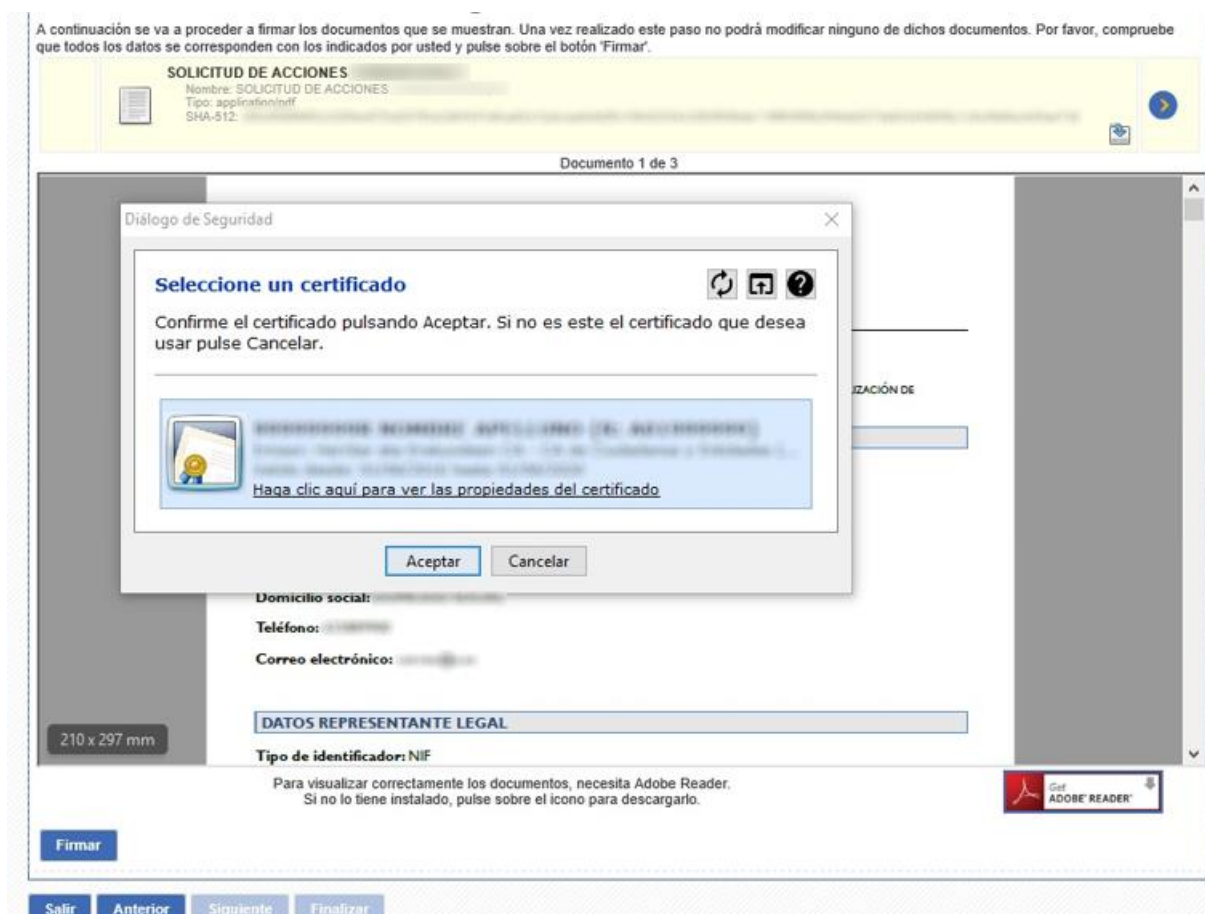 A continuación se va a proceder a firmar los documentos que se muestran. Una vez realizado este paso no podrá modificar ninguno de dichos documentos. Por favor, compruebe
que todos los datos se corresponden con los indicados por usted y pulse sobre el botón 'Firmar'.
SOLICITUD DE ACCIONES
Nombre: SOLICITUD DE ACCIONES
Tipo: application/pdf
SHA-512:
Documento 1 de 3
Diálogo de Seguridad
Seleccione un certificado
Confirme el certificado pulsando Aceptar. Si no es este el certificado que desea
usar pulse Cancelar.
IZACIÓN DE
Haga clic aquí para ver las propiedades del certificado
Aceptar
Cancelar
Domicilio social:
Teléfono:
Correo electrónico:
DATOS REPRESENTANTE LEGAL
210 x 297 mm
Tipo de identificador: NIF
Para visualizar correctamente los documentos, necesita Adobe Reader.
Si no lo tiene instalado, pulse sobre el icono para descargarlo.
Get
ADOBE® READER®
Firmar
Salir
Anterior
Siguiente
Finalizar